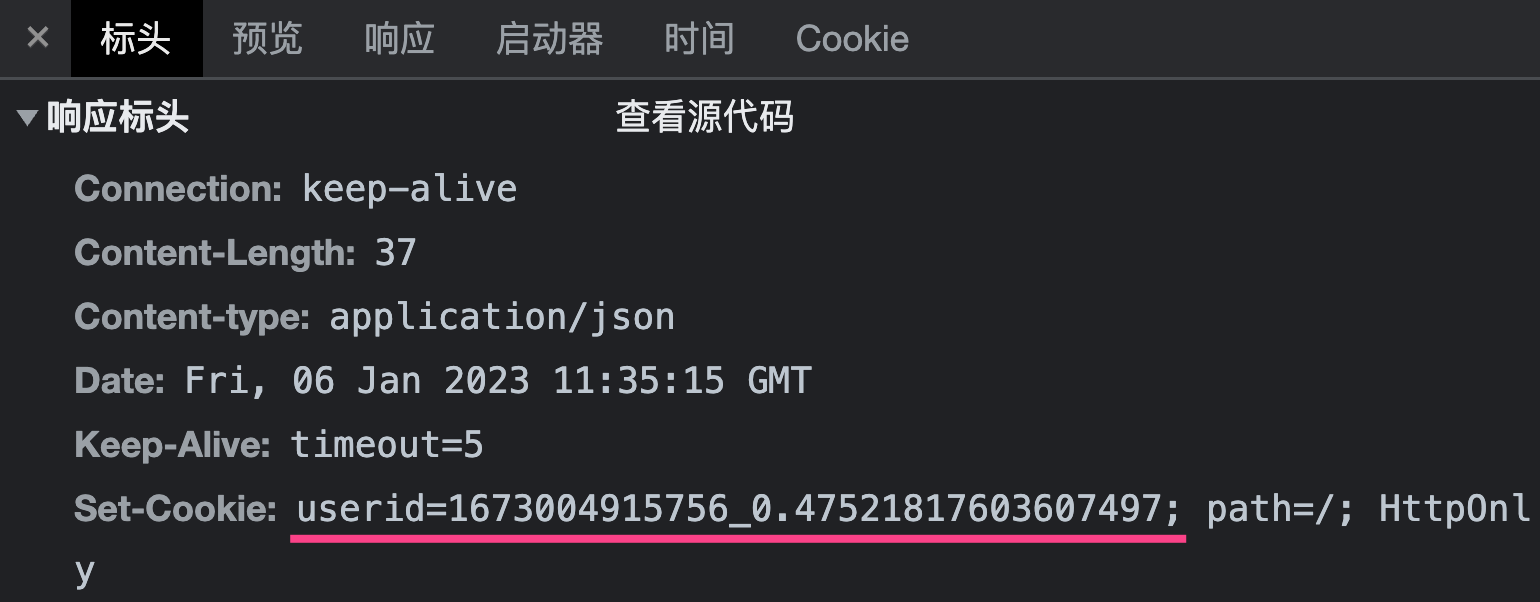 × 标头 预览 响应 启动器 时间 Cookie
▼响应标头 查看源代码
Connection: keep-alive
Content-Length: 37
Content-type: application/json
Date: Fri, 06 Jan 2023 11:35:15 GMT
Keep-Alive: timeout=5
Set-Cookie: userid=1673004915756_0.47521817603607497; path=/; HttpOnl
y